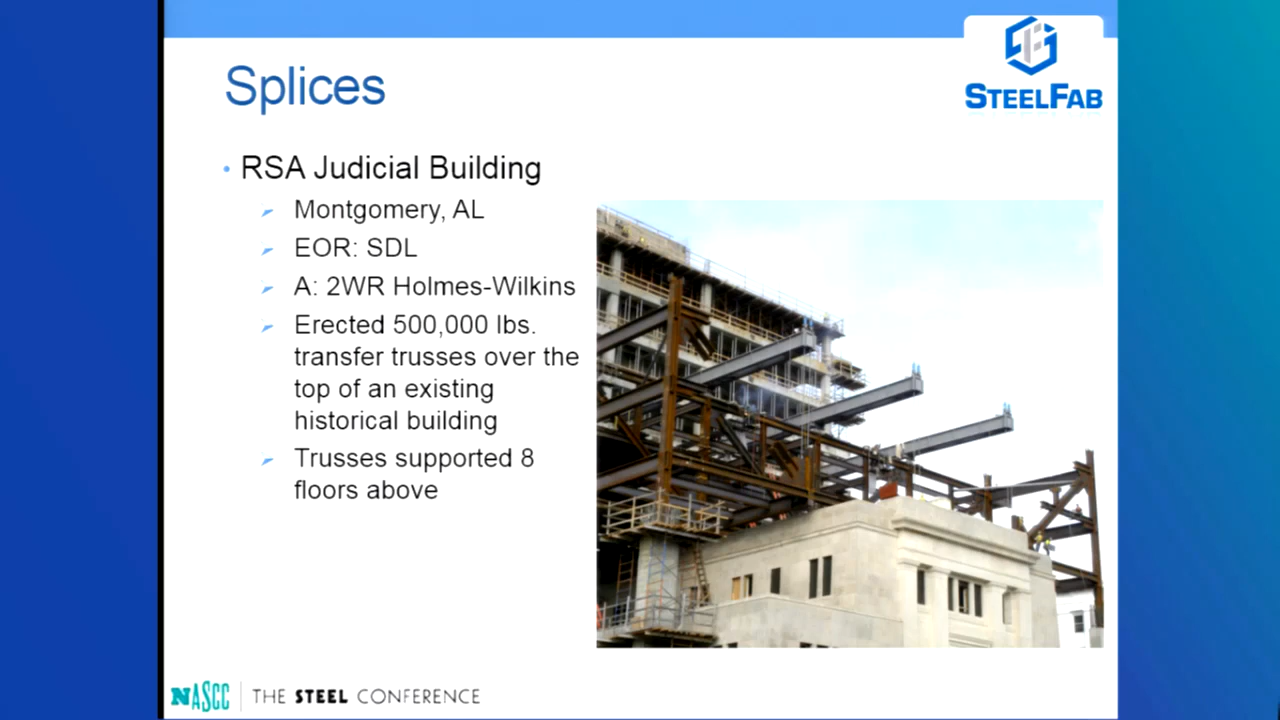 STEELFAB
Splices
RSA Judicial Building
Montgomery, AL
EOR: SDL
A: 2WR Holmes-Wilkins
Erected 500,000 lbs.
transfer trusses over the
top of an existing
historical building
Trusses supported 8
floors above
NASCC THE STEEL CONFERENCE